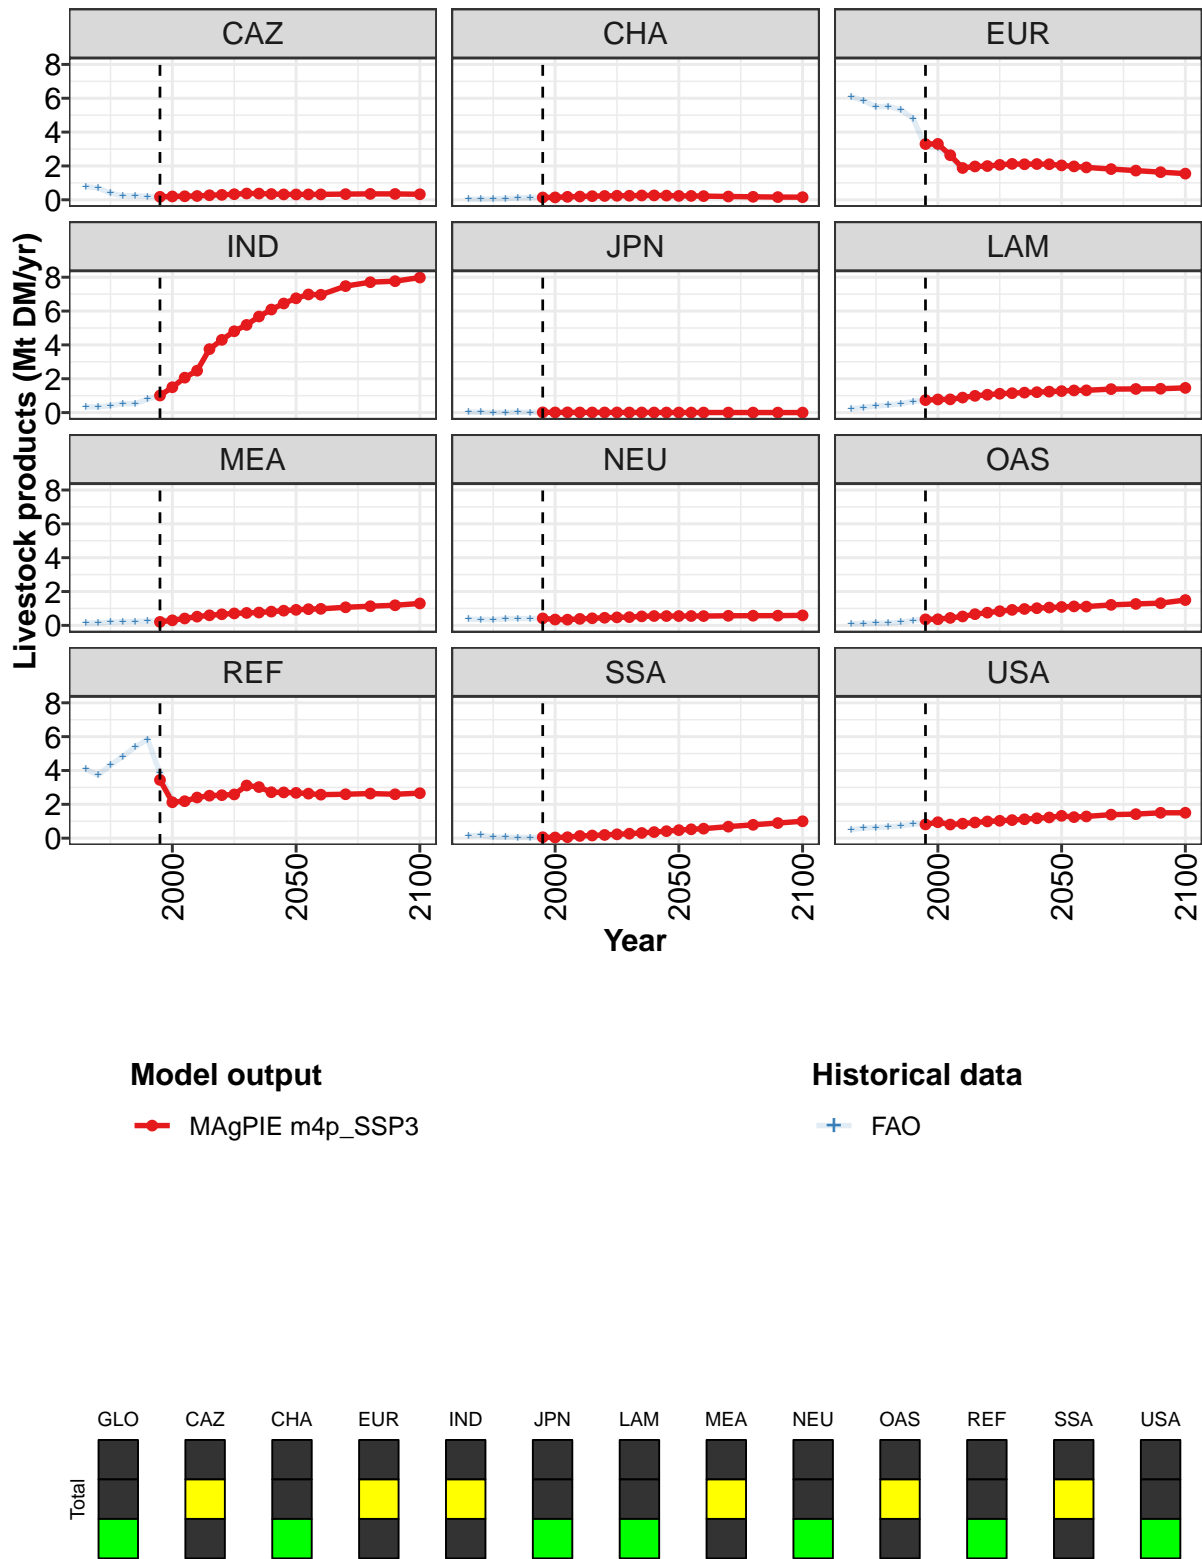 CAZ CHA EUR
8
6
4
2
0
IND JPN LAM
8
6
4
2
0
MEA NEU OAS
8
6
4
2
0
REF SSA USA
8
6
4
2
0
Livestock products (Mt DM/yr)
2000 2050 2100 2000 2050 2100 2000 2050 2100
Year
Model output Historical data
MAgPIE m4p_SSP3 FAO
GLO CAZ CHA EUR IND JPN LAM MEA NEU OAS REF SSA USA
Total